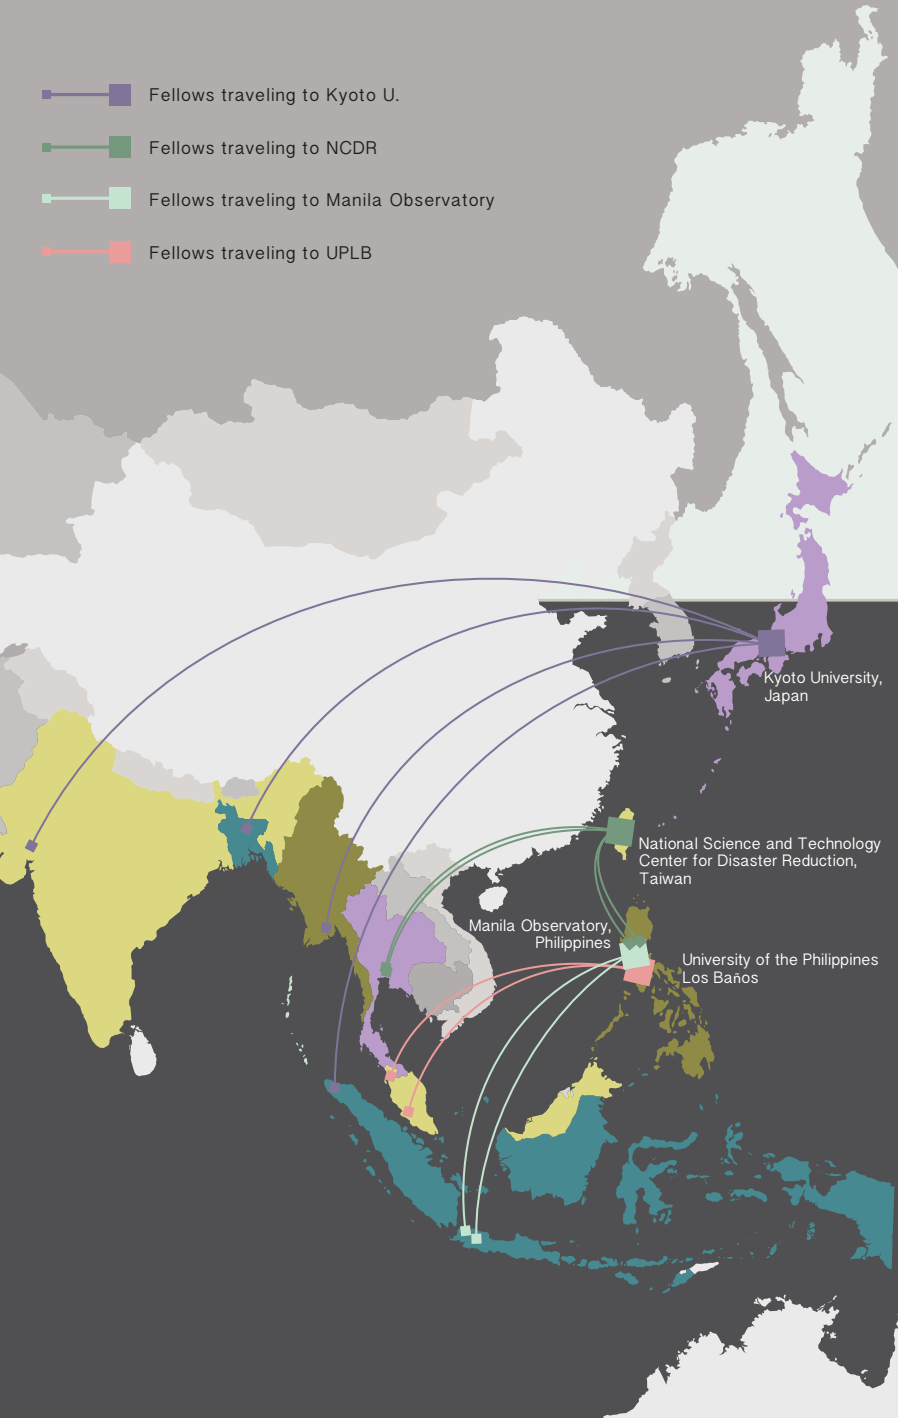 Fellows traveling to Kyoto U.
Fellows traveling to NCDR
Fellows traveling to Manila Observatory
Fellows traveling to UPLB
Kyoto University,
Japan
National Science and Technology
Center for Disaster Reduction,
Taiwan
Manila Observatory,
Philippines
University of the Philippines
Los Baños